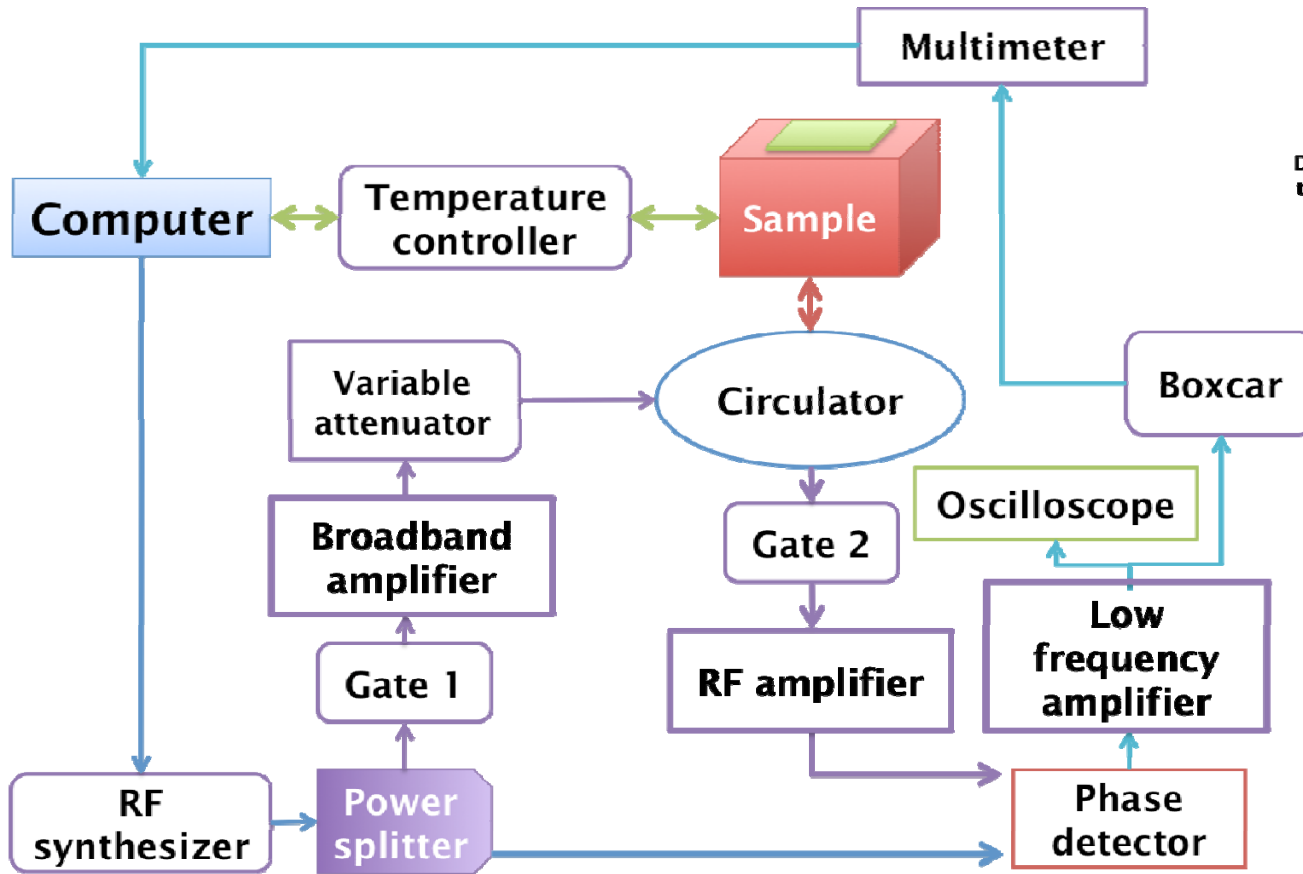 Multimeter
Computer
Temperature
controller
Sample
Variable
attenuator
Circulator
Boxcar
Oscilloscope
Broadband
amplifier
Gate 2
Low
frequency
amplifier
Gate 1
RF amplifier
RF
synthesizer
Power
splitter
Phase
detector